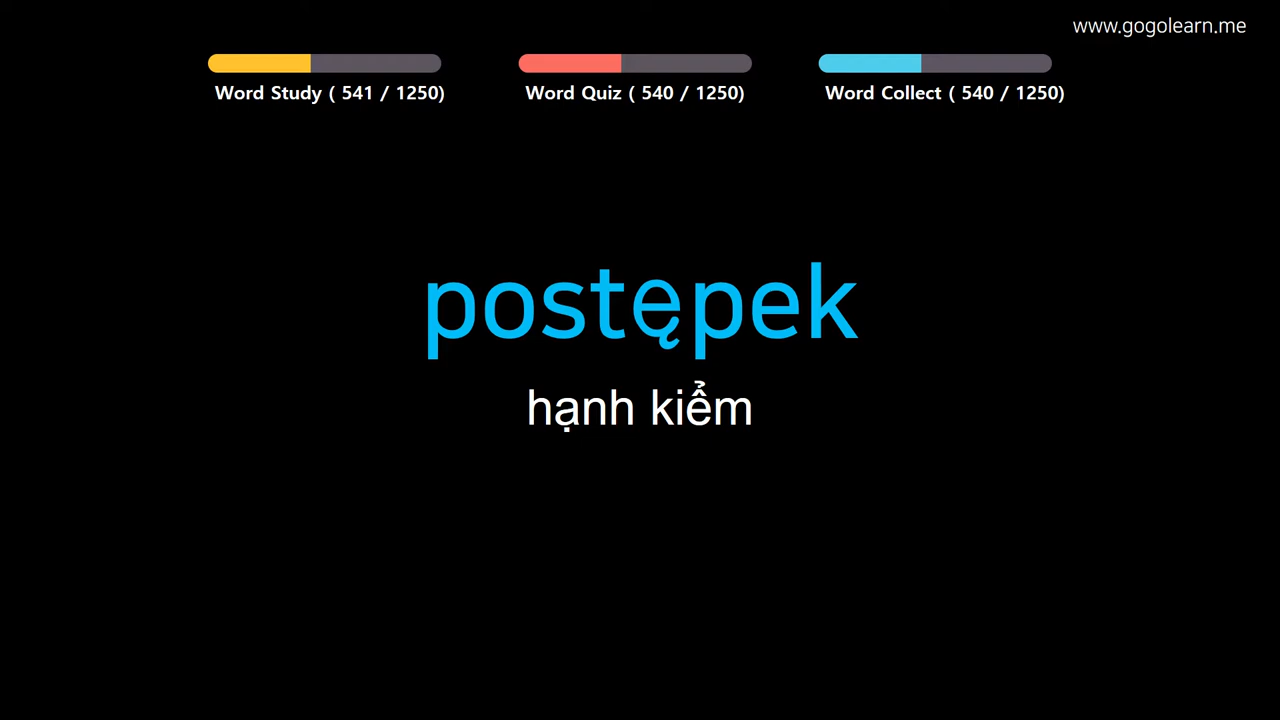 www.gogolearn.me
Word Study ( 541 / 1250)
Word Quiz ( 540 / 1250)
Word Collect ( 540 / 1250)
postępek
hạnh kiểm